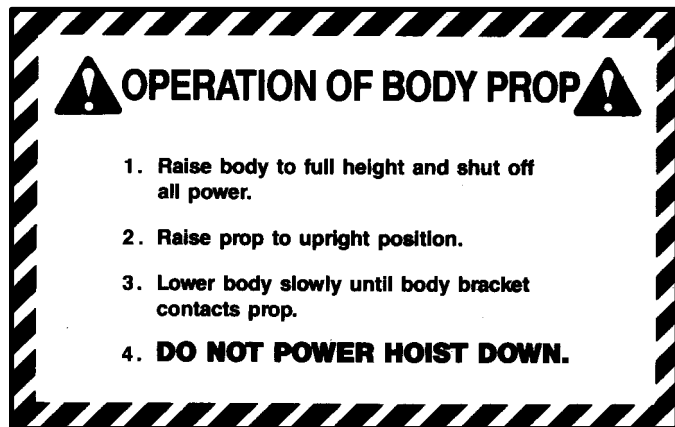 OPERATION OF BODY PROP
1. Raise body to full height and shut off
all power.
2. Raise prop to upright position.
3. Lower body slowly until body bracket
contacts prop.
4. DO NOT POWER HOIST DOWN.